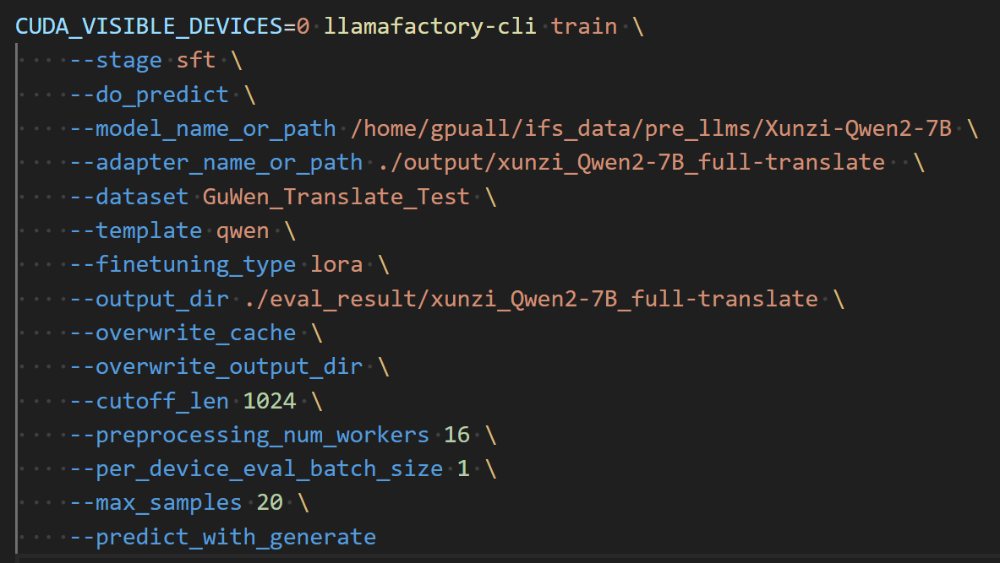 CUDA_VISIBLE_DEVICES=0 llamafactory-cli train \
    --stage sft \
    --do_predict \
    --model_name_or_path /home/gpuall/ifs_data/pre_llms/Xunzi-Qwen2-7B \
    --adapter_name_or_path ./output/xunzi_Qwen2-7B_full-translate  \
    --dataset GuWen_Translate_Test \
    --template qwen \
    --finetuning_type lora \
    --output_dir ./eval_result/xunzi_Qwen2-7B_full-translate \
    --overwrite_cache \
    --overwrite_output_dir \
    --cutoff_len 1024 \
    --preprocessing_num_workers 16 \
    --per_device_eval_batch_size 1 \
    --max_samples 20 \
    --predict_with_generate